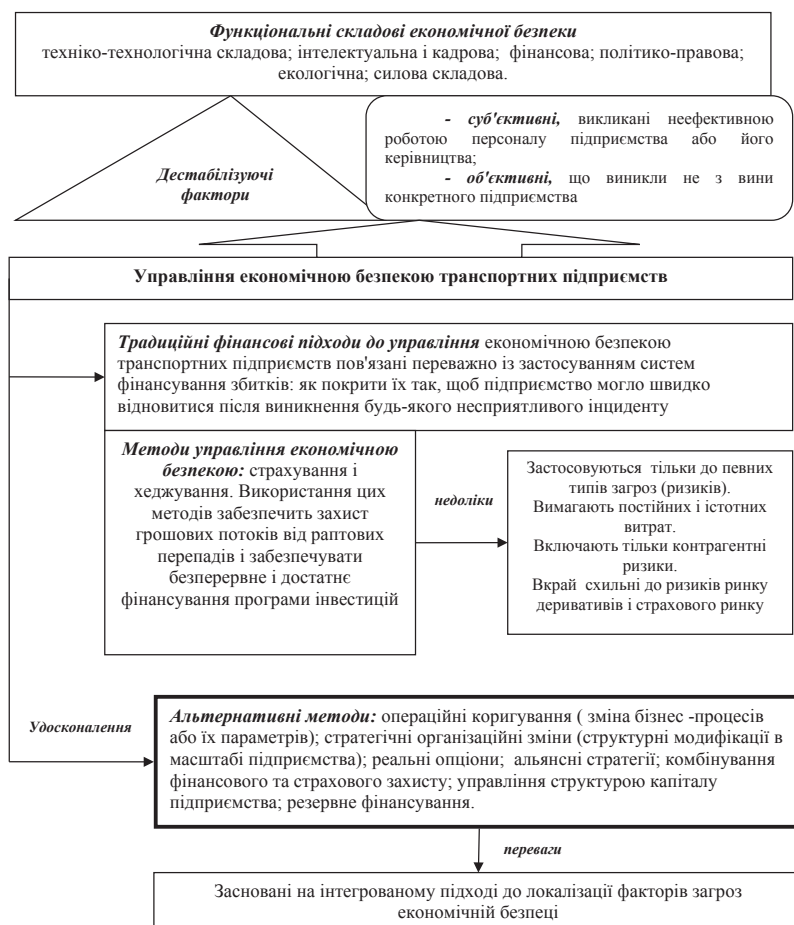 Функціональні складові економічної безпеки
техніко-технологічна складова; інтелектуальна і кадрова; фінансова; політико-правова;
екологічна; силова складова.
- суб'єктивні, викликані неефективною
роботою персоналу підприємства або його
керівництва;
- об'єктивні, що виникли не з вини
конкретного підприємства
Дестабілізуючі
фактори
Управління економічною безпекою транспортних підприємств
Традиційні фінансові підходи до управління економічною безпекою
транспортних підприємств пов'язані переважно із застосуванням систем
фінансування збитків: як покрити їх так, щоб підприємство могло швидко
відновитися після виникнення будь-якого несприятливого інциденту
Методи управління економічною
безпекою: страхування і
хеджування. Використання цих
методів забезпечить захист
грошових потоків від раптових
перепадів і забезпечувати
безперервне і достатнє
фінансування програми інвестицій
недоліки
Застосовуються тільки до певних
типів загроз (ризиків).
Вимагають постійних і істотних
витрат.
Включають тільки контрагентні
ризики.
Вкрай схильні до ризиків ринку
деривативів і страхового ринку
Удосконалення
Альтернативні методи: операційні коригування ( зміна бізнес -процесів
або їх параметрів); стратегічні організаційні зміни (структурні модифікації в
масштабі підприємства); реальні опціони; альянсні стратегії; комбінування
фінансового та страхового захисту; управління структурою капіталу
підприємства; резервне фінансування.
переваги
Засновані на інтегрованому підході до локалізації факторів загроз
економічній безпеці